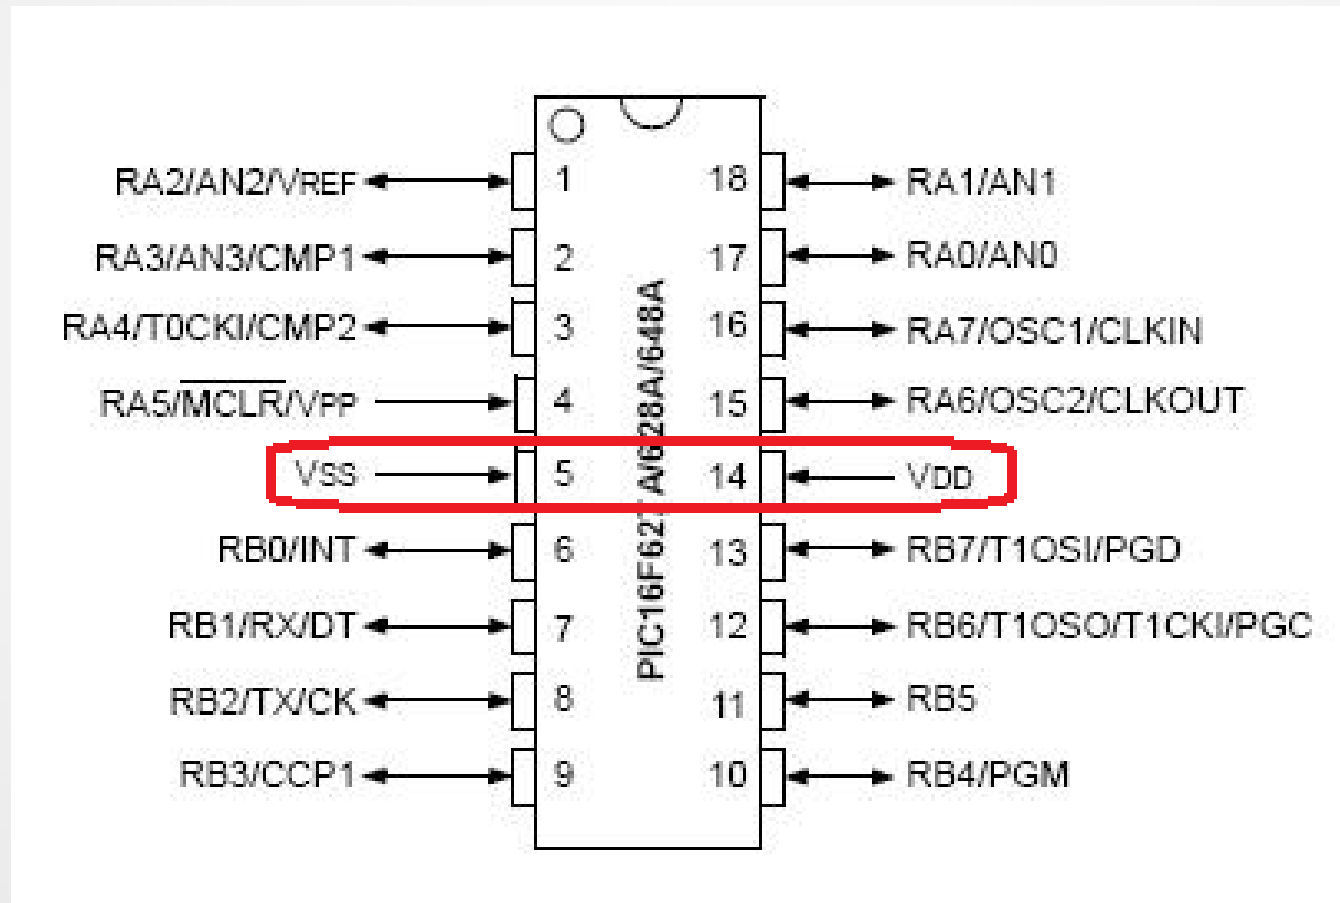 RA2/AN2/VREF 1 18 RA1/AN1
RA3/AN3/CMP1 2 17 RA0/AN0
RA4/T0CKI/CMP2 3 16 RA7/OSC1/CLKIN
RA5/MCLR/VPP 4 15 RA6/OSC2/CLKOUT
VSS 5 14 VDD
RB0/INT 6 13 RB7/T1OSI/PGD
RB1/RX/DT 7 12 RB6/T1OSO/T1CKI/PGC
RB2/TX/CK 8 11 RB5
RB3/CCP1 9 10 RB4/PGM
PIC16F627A/628A/648A